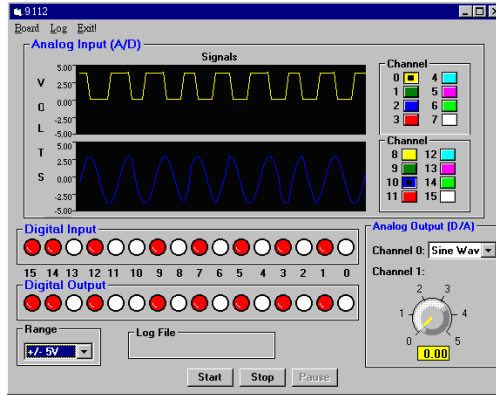 9112
Board Log Exit!
Analog Input (A/D)
Signals
VOLTS
5.00
2.50
0.00
-2.50
-5.00
5.00
2.50
0.00
-2.50
-5.00
Channel
0 4
1 5
2 6
3 7
Channel
8 12
9 13
10 14
11 15
Digital Input
15 14 13 12 11 10 9 8 7 6 5 4 3 2 1 0
Digital Output
Analog Output (D/A)
Channel 0: Sine Wav
Channel 1:
0 1 2 3 4 5
0.00
Range
+/- 5V
Log File
Start Stop Pause